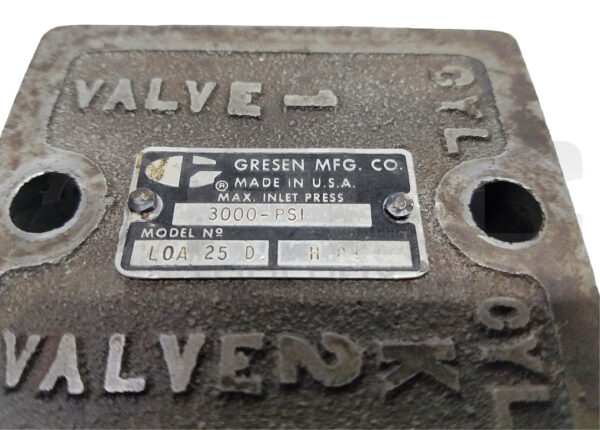 VALVE 1
CYL
GRESEN MFG. CO.
® MADE IN U.S.A.
MAX. INLET PRESS
3000-PSI
MODEL Nº
LOA 25 D
H
VALVE 2
K
CYL